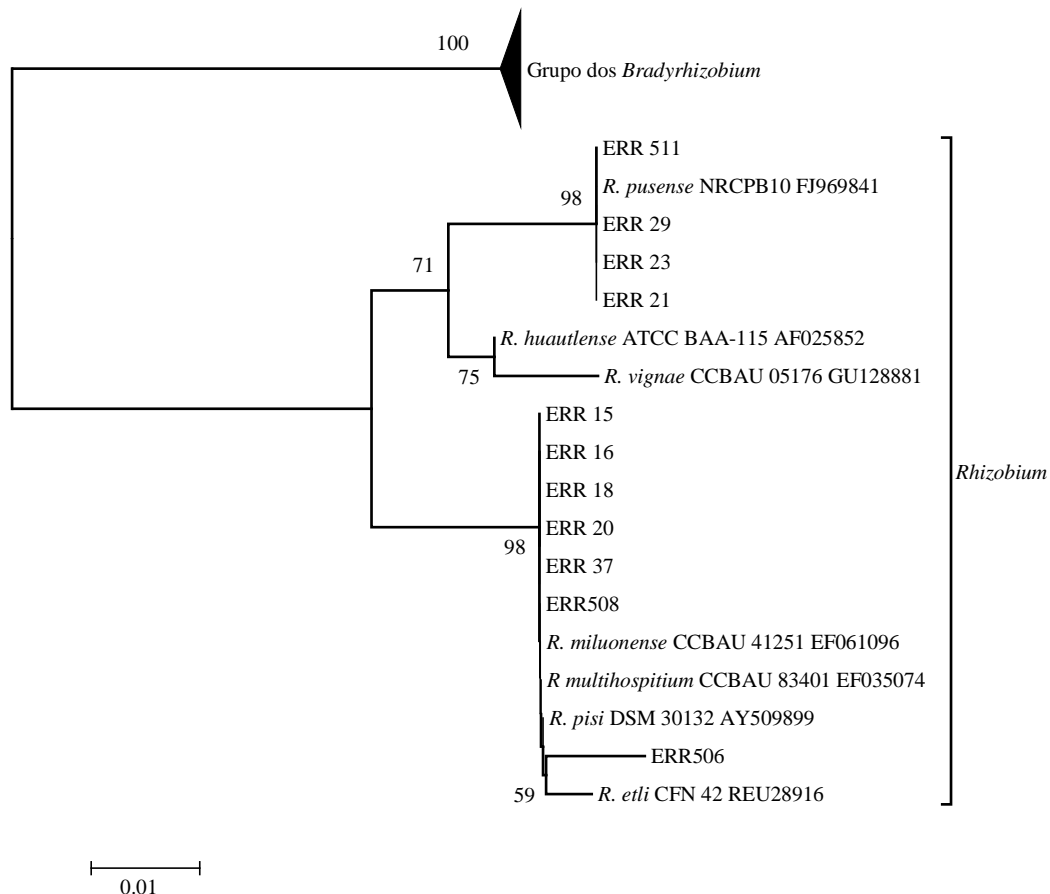 100
Grupo dos Bradyrhizobium
ERR 511
R. pusense NRCPB10 FJ969841
98
ERR 29
ERR 23
71
ERR 21
R. huautlense ATCC BAA-115 AF025852
75
R. vignae CCBAU 05176 GU128881
ERR 15
ERR 16
Rhizobium
ERR 18
ERR 20
98
ERR 37
ERR508
R. miluonense CCBAU 41251 EF061096
R multihospitium CCBAU 83401 EF035074
R. pisi DSM 30132 AY509899
ERR506
59
R. etli CFN 42 REU28916
0.01